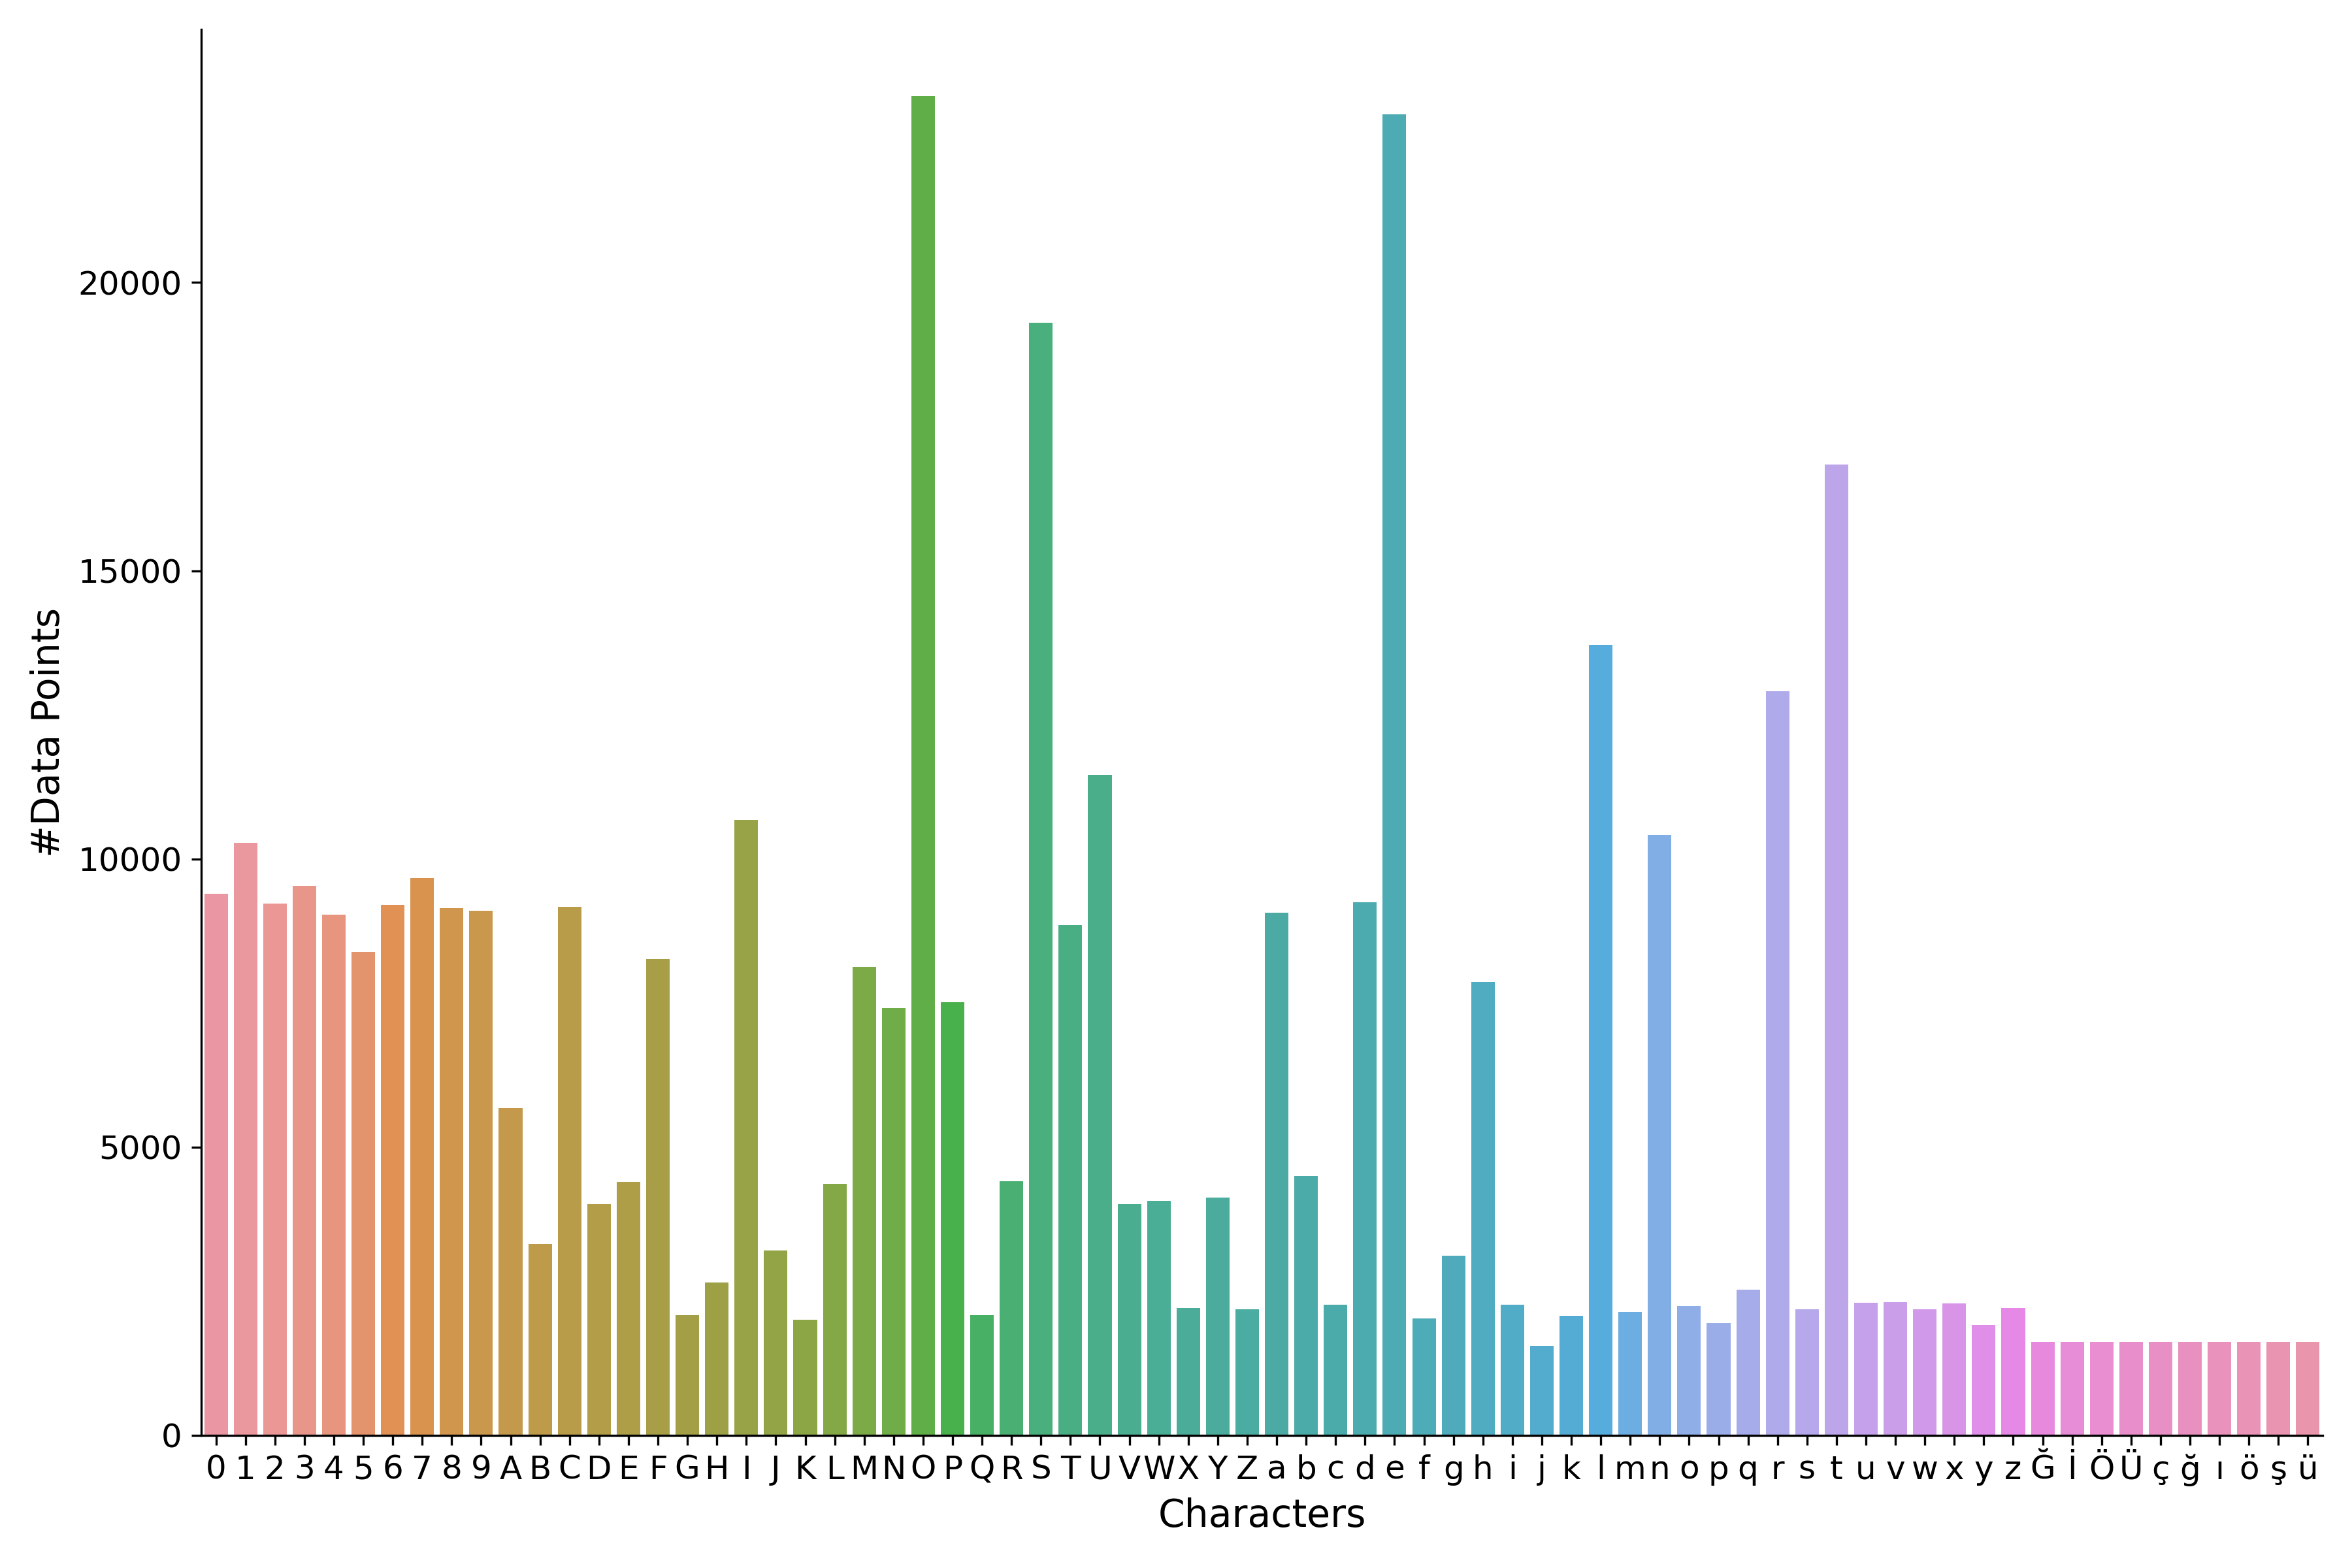 #Data Points
20000
15000
10000
5000
0
0 1 2 3 4 5 6 7 8 9 A B C D E F G H I J K L M N O P Q R S T U V W X Y Z a b c d e f g h i j k l m n o p q r s t u v w x y z Ğ İ Ö Ü ç ğ ı ö ş ü
Characters